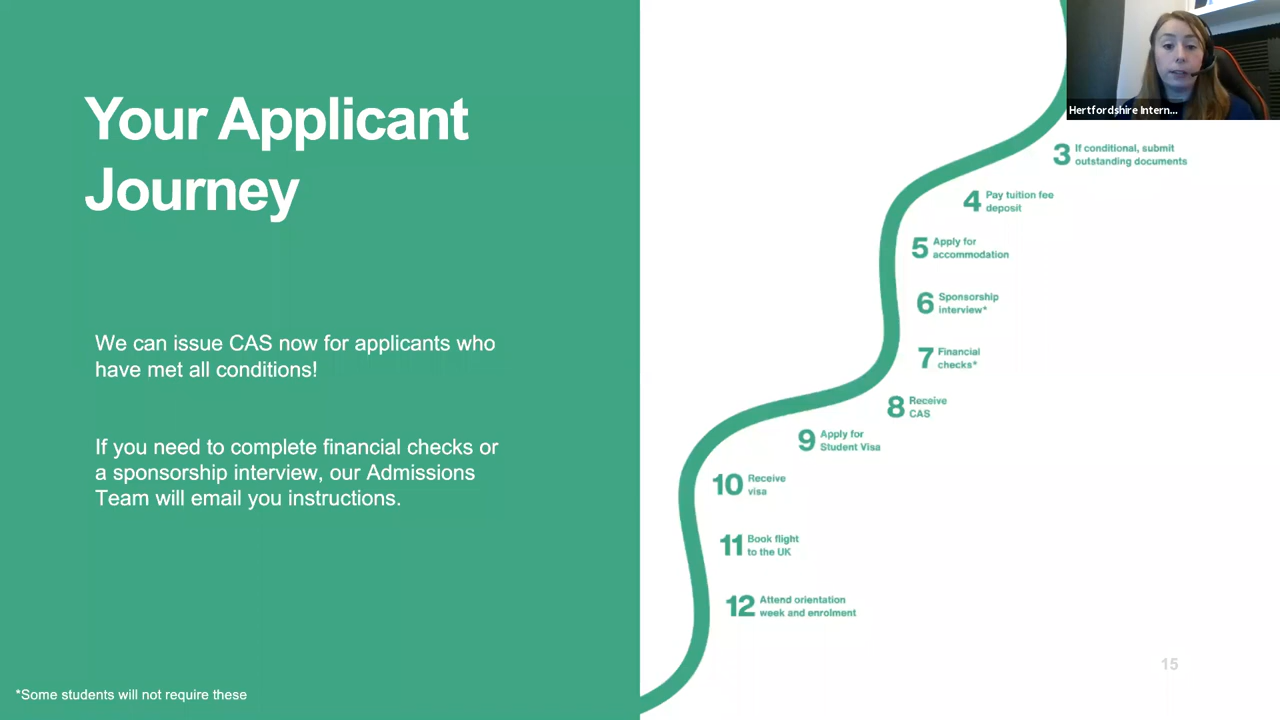 Your Applicant
Journey
We can issue CAS now for applicants who
have met all conditions!
If you need to complete financial checks or
a sponsorship interview, our Admissions
Team will email you instructions.
*Some students will not require these
Hertfordshire Intern...
3 If conditional, submit
outstanding documents
4 Pay tuition fee
deposit
5 Apply for
accommodation
6 Sponsorship
interview*
7 Financial
checks*
8 Receive
CAS
9 Apply for
Student Visa
10 Receive
visa
11 Book flight
to the UK
12 Attend orientation
week and enrolment
15